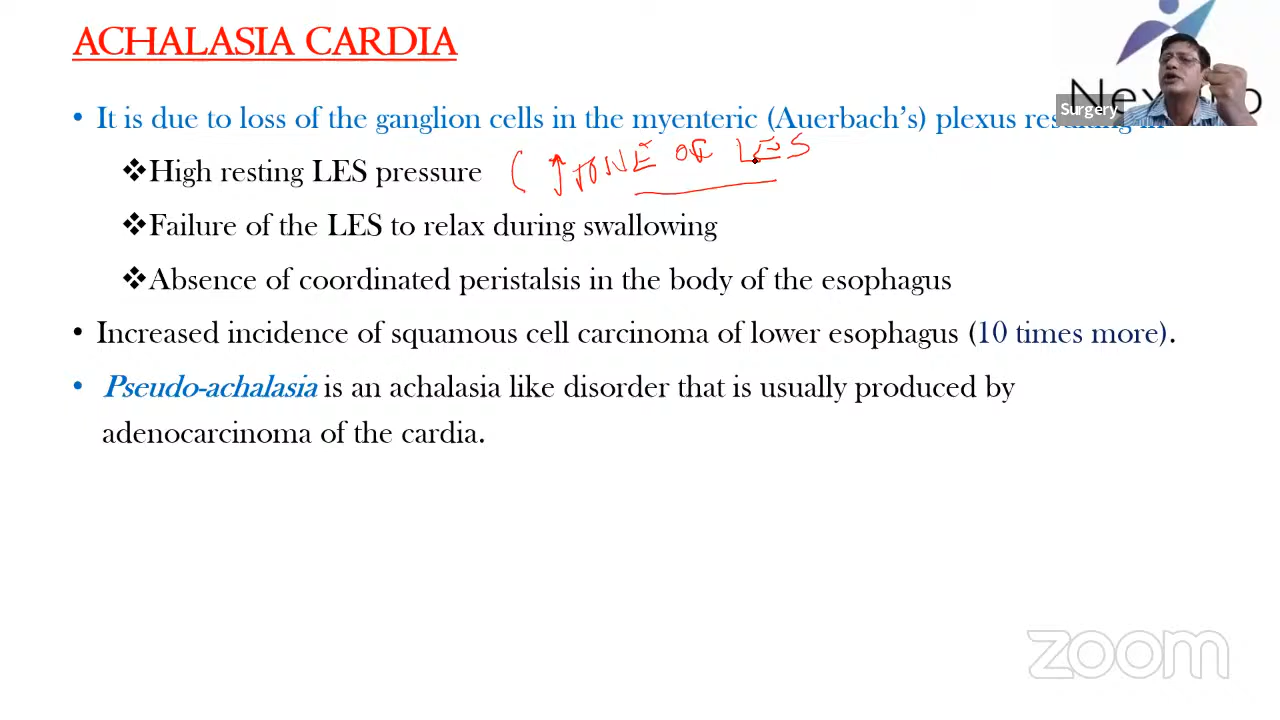 ACHALASIA CARDIA
• It is due to loss of the ganglion cells in the myenteric (Auerbach's) plexus resulting in
❖High resting LES pressure ( ↑ TONE OF LES
❖Failure of the LES to relax during swallowing
❖Absence of coordinated peristalsis in the body of the esophagus
• Increased incidence of squamous cell carcinoma of lower esophagus (10 times more).
• Pseudo-achalasia is an achalasia like disorder that is usually produced by
adenocarcinoma of the cardia.
Surgery
zoom